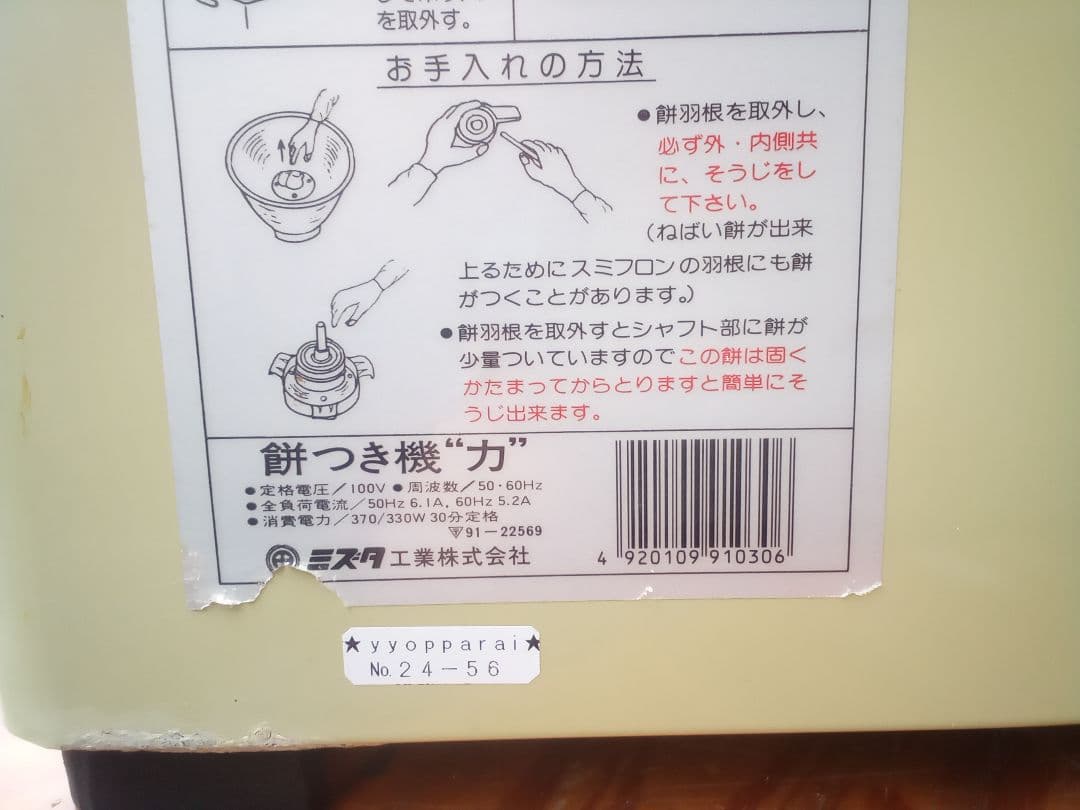 を取外す。
お手入れの方法
●餅羽根を取外し、
必ず外・内側共
に、そうじをし
て下さい。
(ねばい餅が出来
上るためにスミフロンの羽根にも餅
がつくことがあります。)
●餅羽根を取外すとシャフト部に餅が
少量ついていますのでこの餅は固く
かたまってからとりますと簡単にそ
うじ出来ます。
餅つき機“力”
●定格電圧/100V ●周波数/50・60Hz
●全負荷電流/50Hz 6.1A, 60Hz 5.2A
●消費電力/370/330W 30分定格
91-22569
ミズタ工業株式会社
4 920109 910306
★yyopparai★
No.24-56